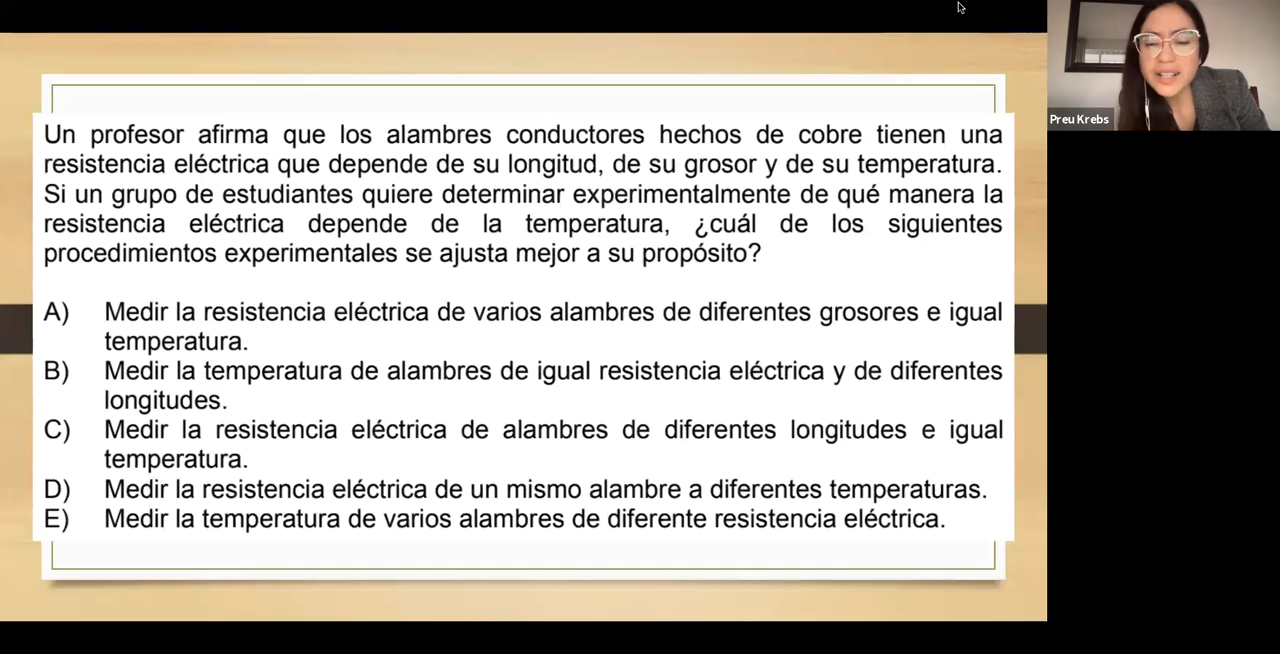 Un profesor afirma que los alambres conductores hechos de cobre tienen una
resistencia eléctrica que depende de su longitud, de su grosor y de su temperatura.
Si un grupo de estudiantes quiere determinar experimentalmente de qué manera la
resistencia eléctrica depende de la temperatura, ¿cuál de los siguientes
procedimientos experimentales se ajusta mejor a su propósito?
A) Medir la resistencia eléctrica de varios alambres de diferentes grosores e igual
temperatura.
B) Medir la temperatura de alambres de igual resistencia eléctrica y de diferentes
longitudes.
C) Medir la resistencia eléctrica de alambres de diferentes longitudes e igual
temperatura.
D) Medir la resistencia eléctrica de un mismo alambre a diferentes temperaturas.
E) Medir la temperatura de varios alambres de diferente resistencia eléctrica.
Preu Krebs